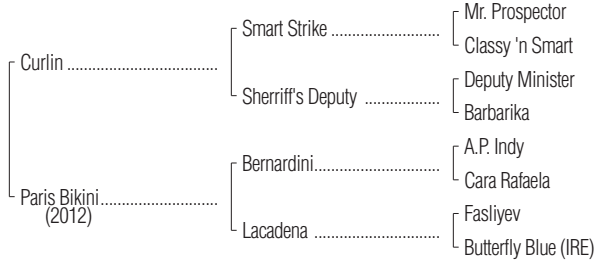 Mr. Prospector
Smart Strike ........................
Classy 'n Smart
Curlin .................................
Deputy Minister
Sherriff's Deputy ................
Barbarika
A.P. Indy
Bernardini............................
Cara Rafaela
Paris Bikini..........................
(2012)
Fasliyev
Lacadena ...........................
Butterfly Blue (IRE)